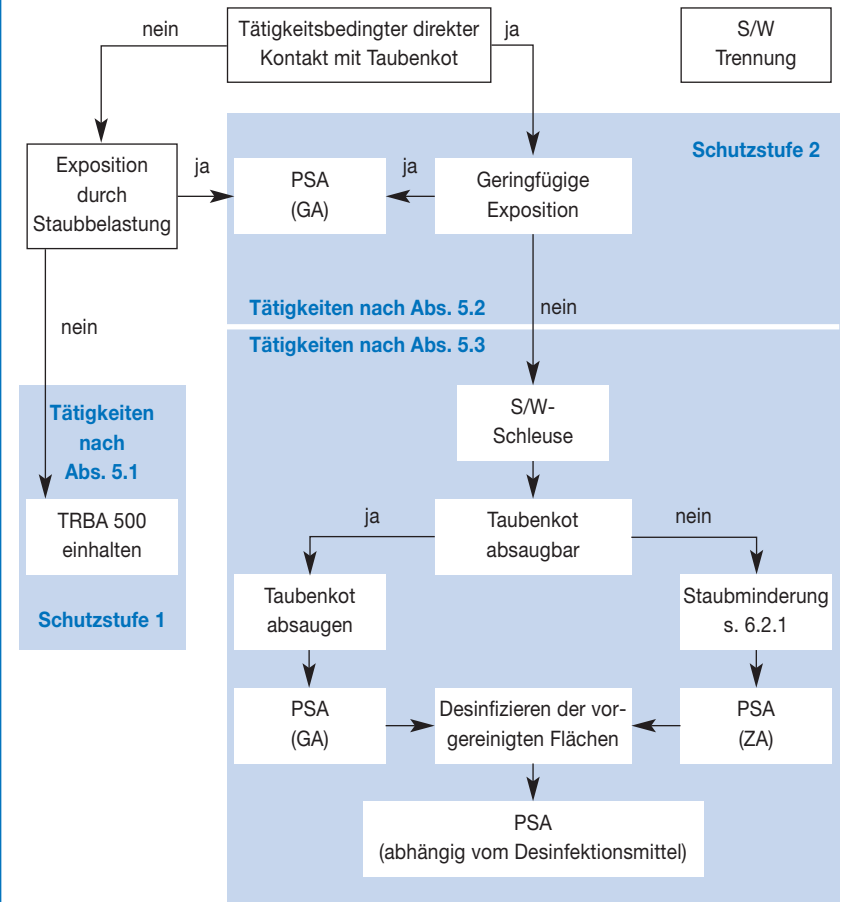 nein
Tätigkeitsbedingter direkter
Kontakt mit Taubenkot
ja
S/W
Trennung
Schutzstufe 2
Exposition
durch
Staubbelastung
ja
PSA
(GA)
ja
Geringfügige
Exposition
Tätigkeiten nach Abs. 5.2
nein
nein
Tätigkeiten nach Abs. 5.3
Tätigkeiten
nach
Abs. 5.1
TRBA 500
einhalten
Schutzstufe 1
S/W-
Schleuse
ja
Taubenkot
absaugbar
nein
Taubenkot
absaugen
Staubminderung
s. 6.2.1
PSA
(GA)
Desinfizieren der vor-
gereinigten Flächen
PSA
(ZA)
PSA
(abhängig vom Desinfektionsmittel)